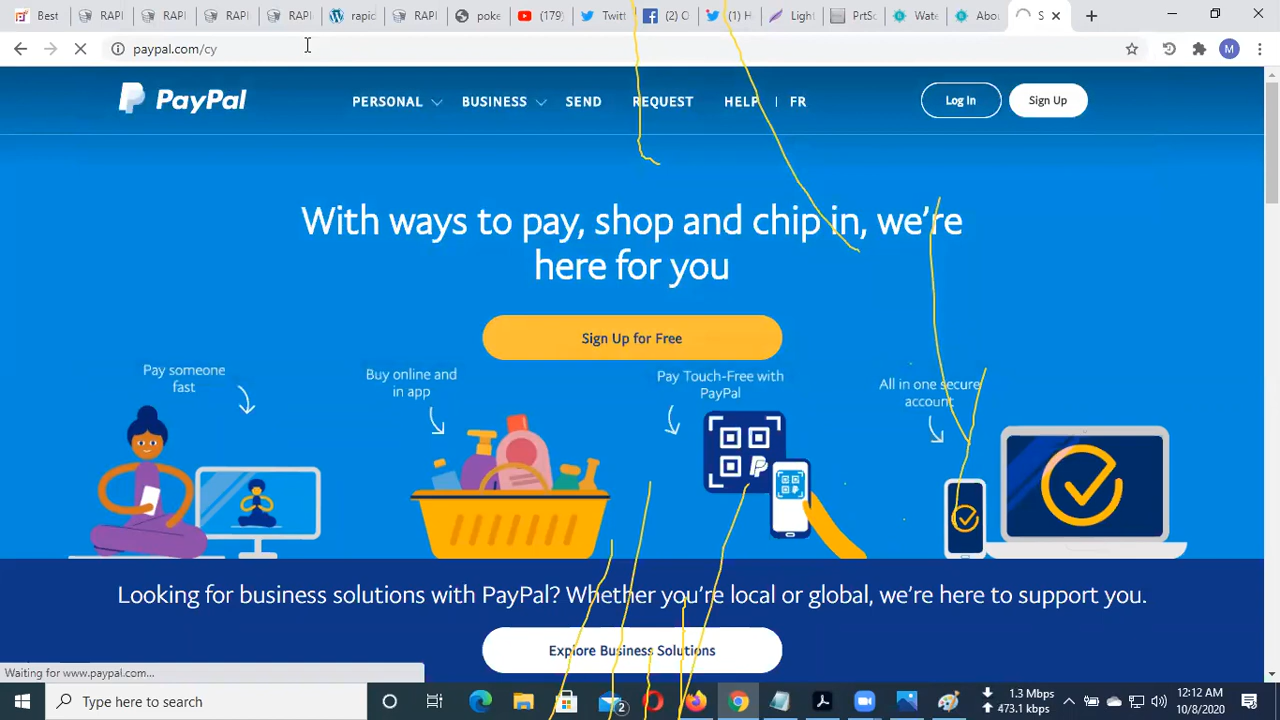 Best
RAPI
RAPI
RAPI
RAPI
rapid
RAPI
poke
(179)
Twitt
(2) O
(1) H
Light
PrtSc
Wate
Abou
S
paypal.com/cy
M
PayPal
PERSONAL
BUSINESS
SEND
REQUEST
HELP
FR
Log In
Sign Up
With ways to pay, shop and chip in, we're
here for you
Sign Up for Free
Pay someone
fast
Buy online and
in app
Pay Touch-Free with
PayPal
All in one secure
account
Looking for business solutions with PayPal? Whether you're local or global, we're here to support you.
Explore Business Solutions
Waiting for www.paypal.com...
Type here to search
2
1.3 Mbps
473.1 kbps
12:12 AM
10/8/2020